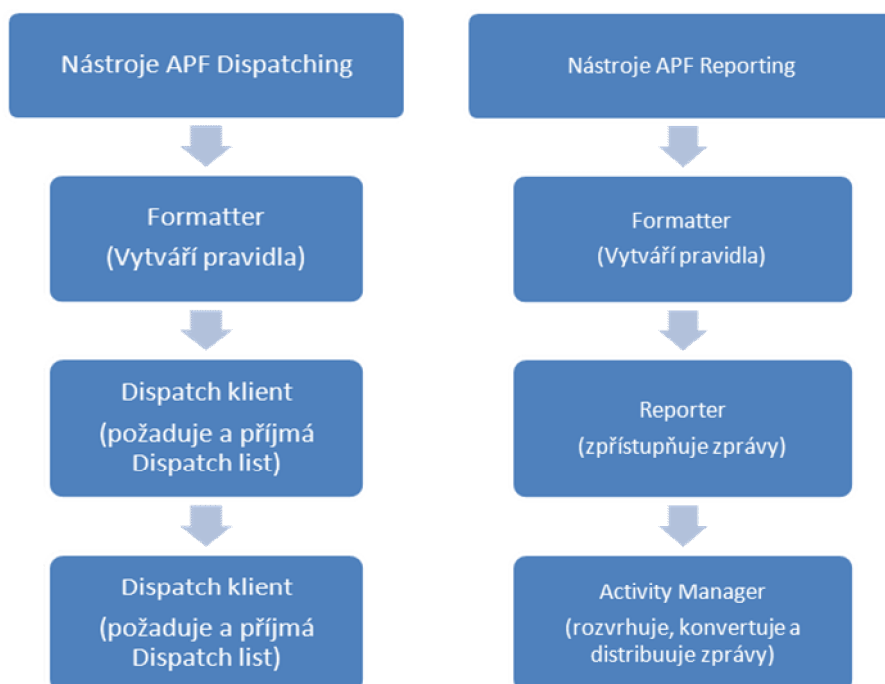 Nástroje APF Dispatching
Formatter
(Vytváří pravidla)
Dispatch klient
(požaduje a příjmá
Dispatch list)
Dispatch klient
(požaduje a příjmá
Dispatch list)
Nástroje APF Reporting
Formatter
(Vytváří pravidla)
Reporter
(zpřístupňuje zprávy)
Activity Manager
(rozvrhuje, konvertuje a
distribuuje zprávy)